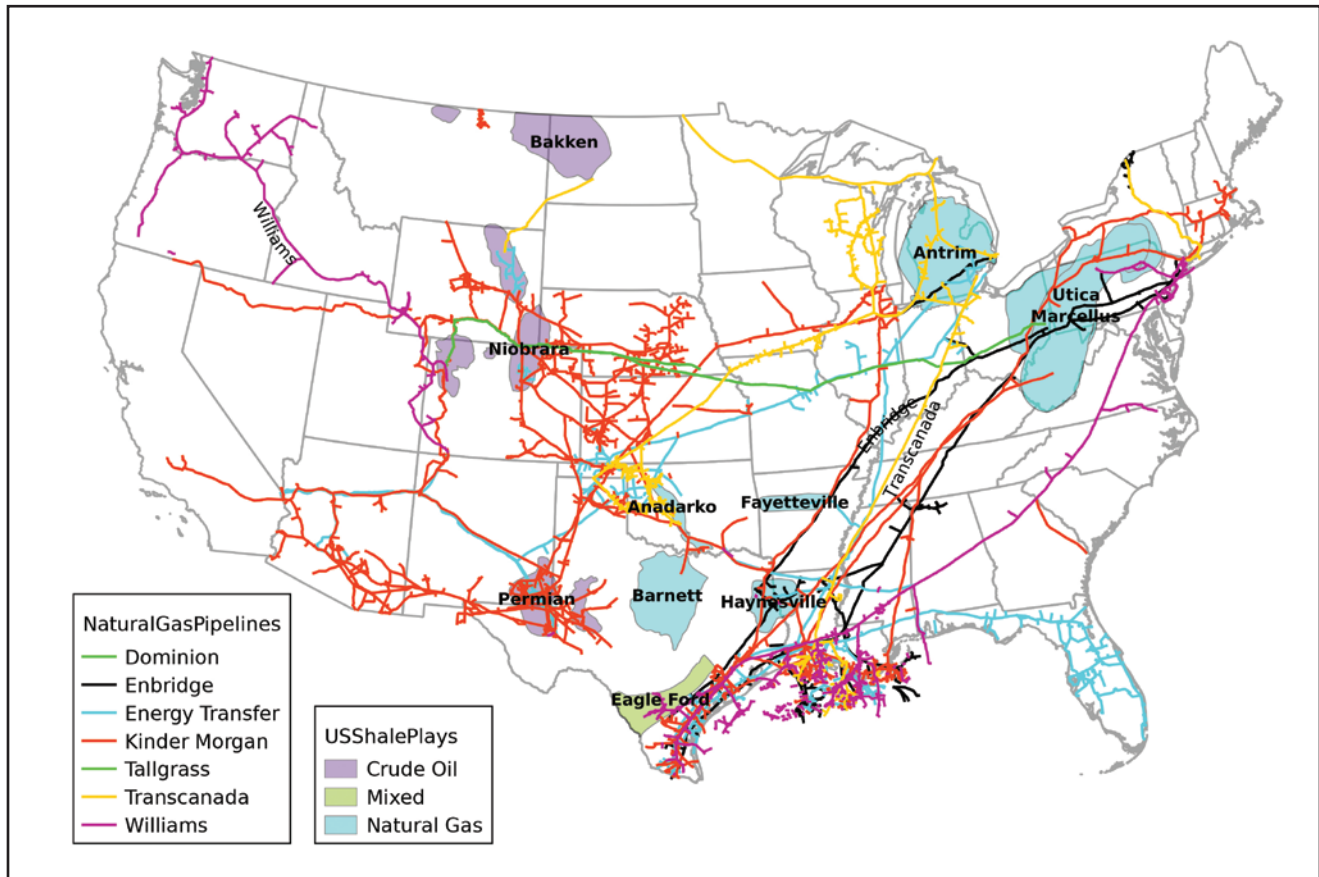 Bakken
Williams
Antrim
Utica
Marcellus
Niobrara
Enbridge
Transcanada
Anadarko
Fayetteville
Permian
Barnett
Haynesville
Eagle Ford
NaturalGasPipelines
Dominion
Enbridge
Energy Transfer
Kinder Morgan
Tallgrass
Transcanada
Williams
USShalePlays
Crude Oil
Mixed
Natural Gas